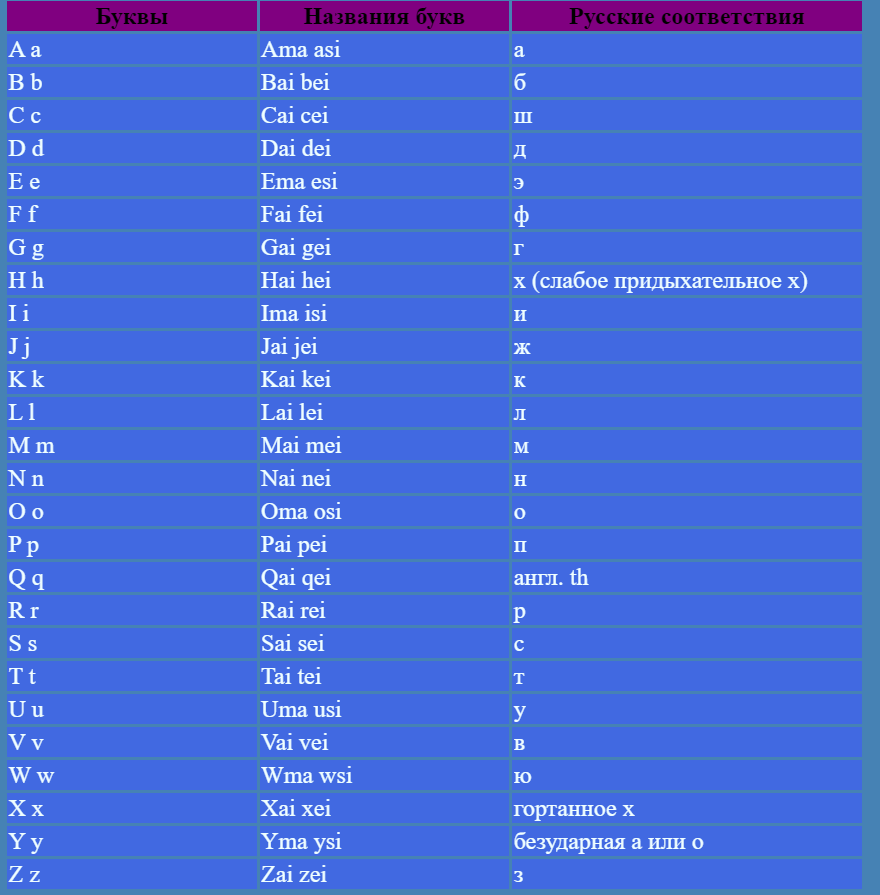 Буквы Названия букв Русские соответствия
A a Ama asi а
B b Bai bei б
C c Cai cei ш
D d Dai dei д
E e Ema esi э
F f Fai fei ф
G g Gai gei г
H h Hai hei х (слабое придыхательное х)
I i Ima isi и
J j Jai jei ж
K k Kai kei к
L l Lai lei л
M m Mai mei м
N n Nai nei н
O o Oma osi о
P p Pai pei п
Q q Qai qei англ. th
R r Rai rei р
S s Sai sei с
T t Tai tei т
U u Uma usi у
V v Vai vei в
W w Wma wsi ю
X x Xai xei гортанное х
Y y Yma ysi безударная а или о
Z z Zai zei з